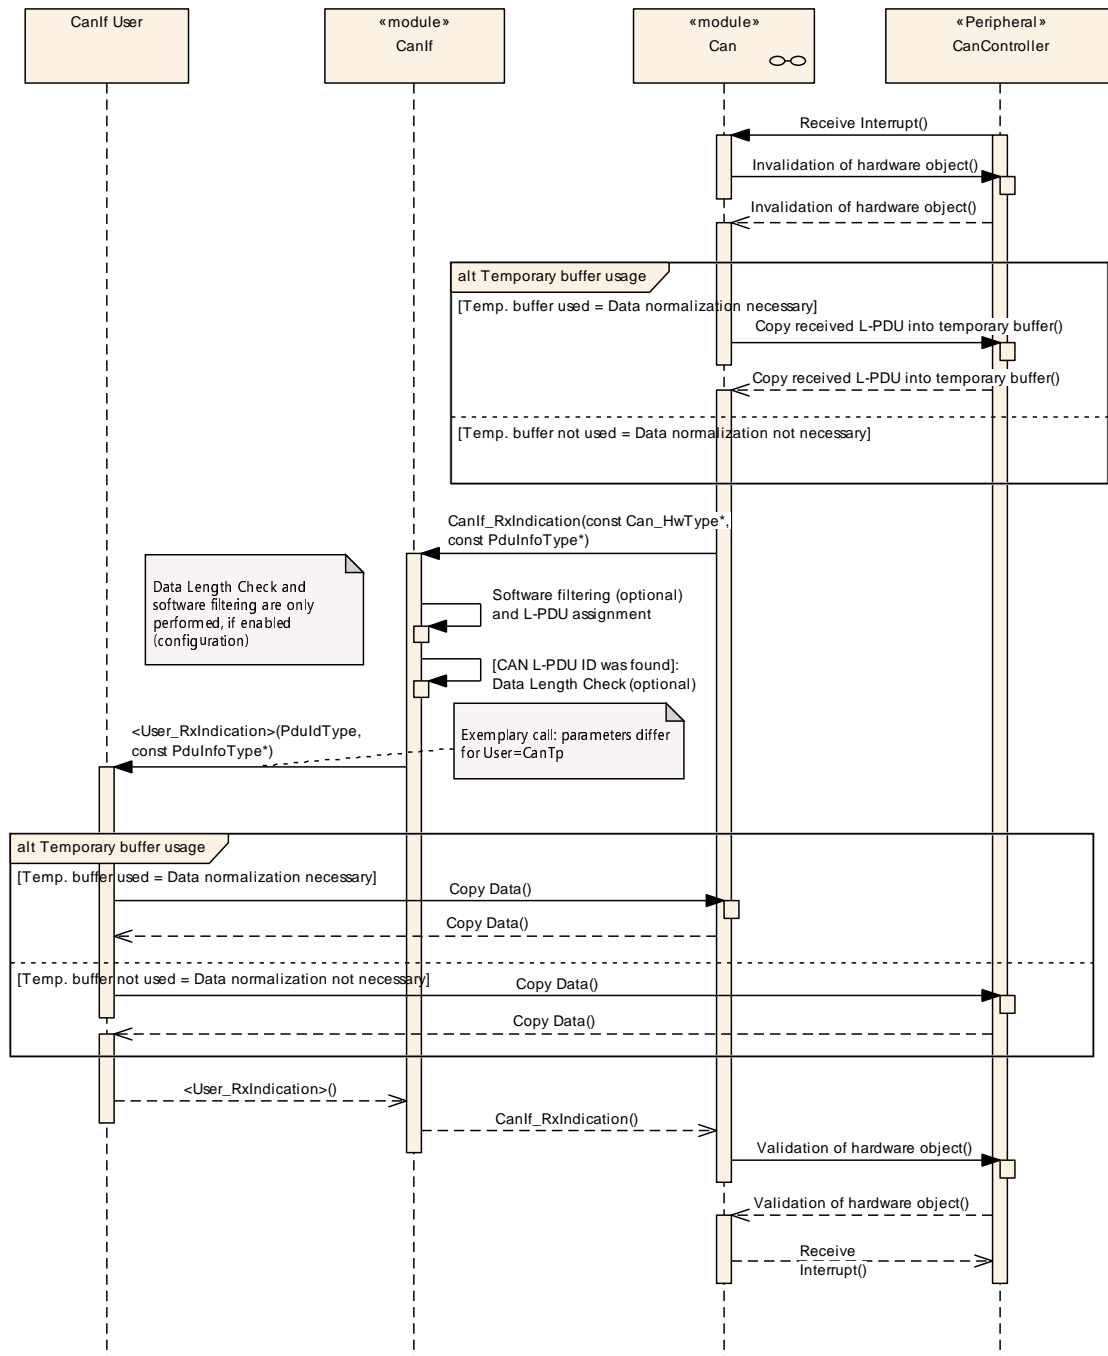 CanIf User
«module»
CanIf
«module»
Can
«Peripheral»
CanController
Receive Interrupt()
Invalidation of hardware object()
Invalidation of hardware object()
alt Temporary buffer usage
[Temp. buffer used = Data normalization necessary]
Copy received L-PDU into temporary buffer()
Copy received L-PDU into temporary buffer()
[Temp. buffer not used = Data normalization not necessary]
CanIf_RxIndication(const Can_HwType*,
const PduInfoType*)
Data Length Check and
software filtering are only
performed, if enabled
(configuration)
Software filtering (optional)
and L-PDU assignment
[CAN L-PDU ID was found]:
Data Length Check (optional)
<User_RxIndication>(PduIdType,
const PduInfoType*)
Exemplary call: parameters differ
for User=CanTp
alt Temporary buffer usage
[Temp. buffer used = Data normalization necessary]
Copy Data()
Copy Data()
[Temp. buffer not used = Data normalization not necessary]
Copy Data()
Copy Data()
<User_RxIndication>()
CanIf_RxIndication()
Validation of hardware object()
Validation of hardware object()
Receive
Interrupt()